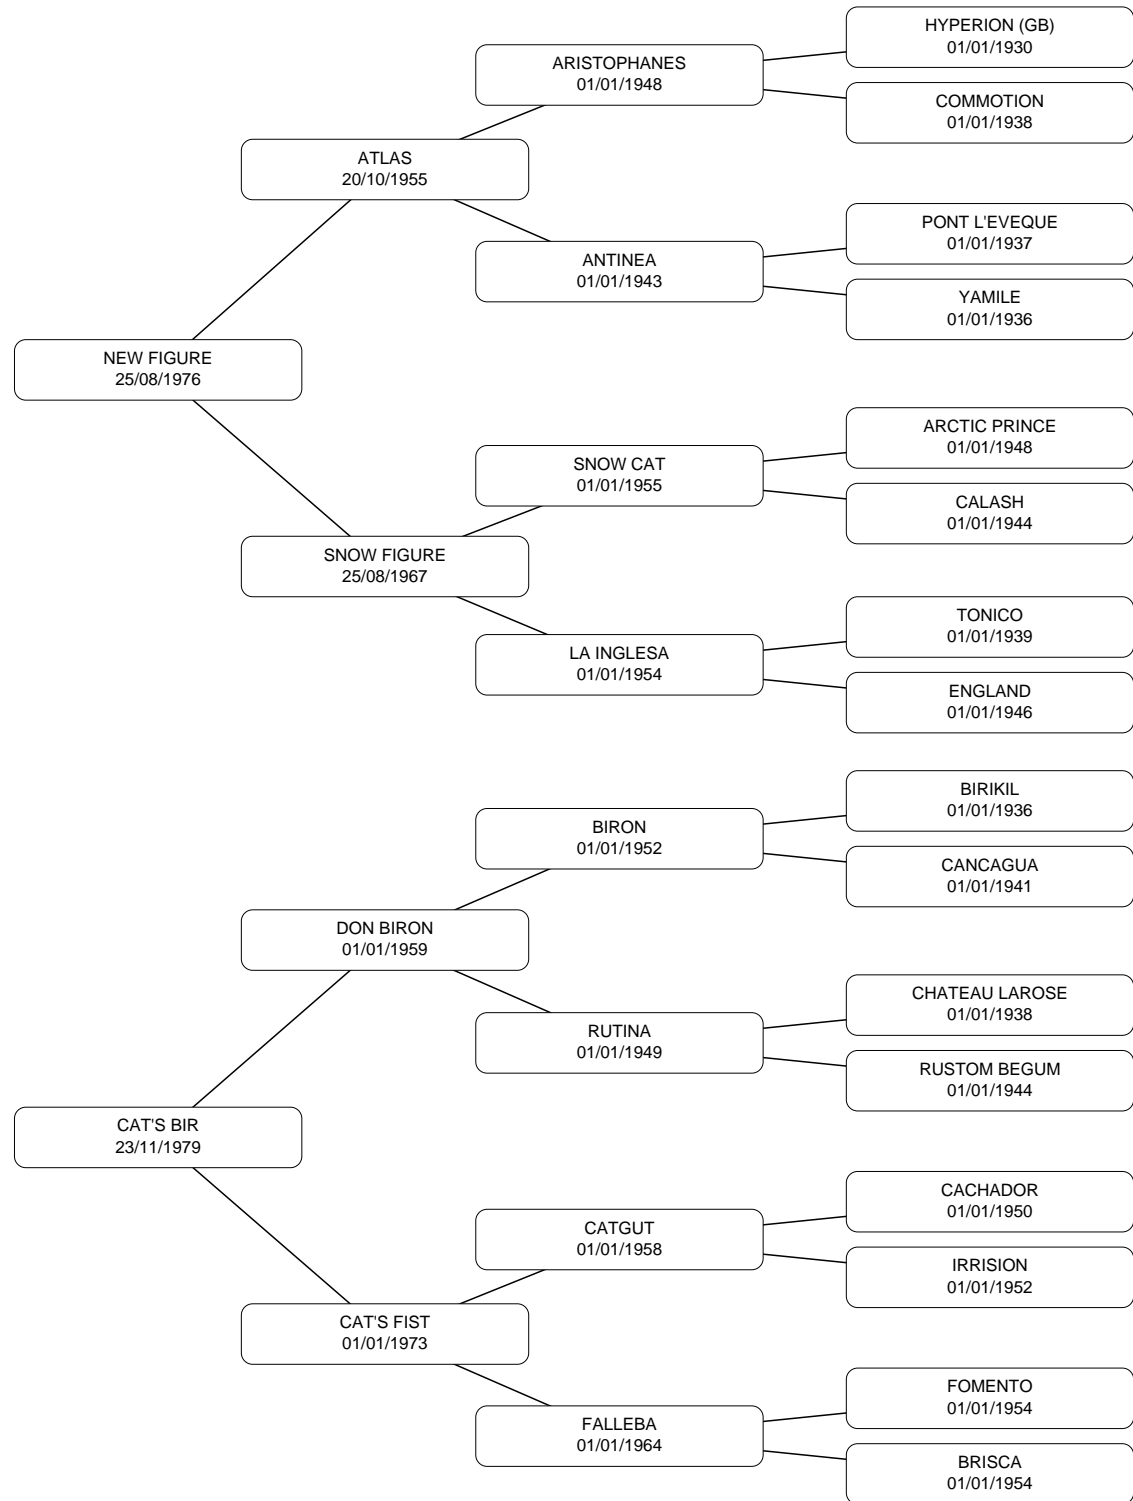 HYPERION (GB)
01/01/1930
ARISTOPHANES
01/01/1948
COMMOTION
01/01/1938
ATLAS
20/10/1955
PONT L'EVEQUE
01/01/1937
ANTINEA
01/01/1943
YAMILE
01/01/1936
NEW FIGURE
25/08/1976
ARCTIC PRINCE
01/01/1948
SNOW CAT
01/01/1955
CALASH
01/01/1944
SNOW FIGURE
25/08/1967
TONICO
01/01/1939
LA INGLESA
01/01/1954
ENGLAND
01/01/1946
BIRIKIL
01/01/1936
BIRON
01/01/1952
CANCAGUA
01/01/1941
DON BIRON
01/01/1959
CHATEAU LAROSE
01/01/1938
RUTINA
01/01/1949
RUSTOM BEGUM
01/01/1944
CAT'S BIR
23/11/1979
CACHADOR
01/01/1950
CATGUT
01/01/1958
IRRISION
01/01/1952
CAT'S FIST
01/01/1973
FOMENTO
01/01/1954
FALLEBA
01/01/1964
BRISCA
01/01/1954